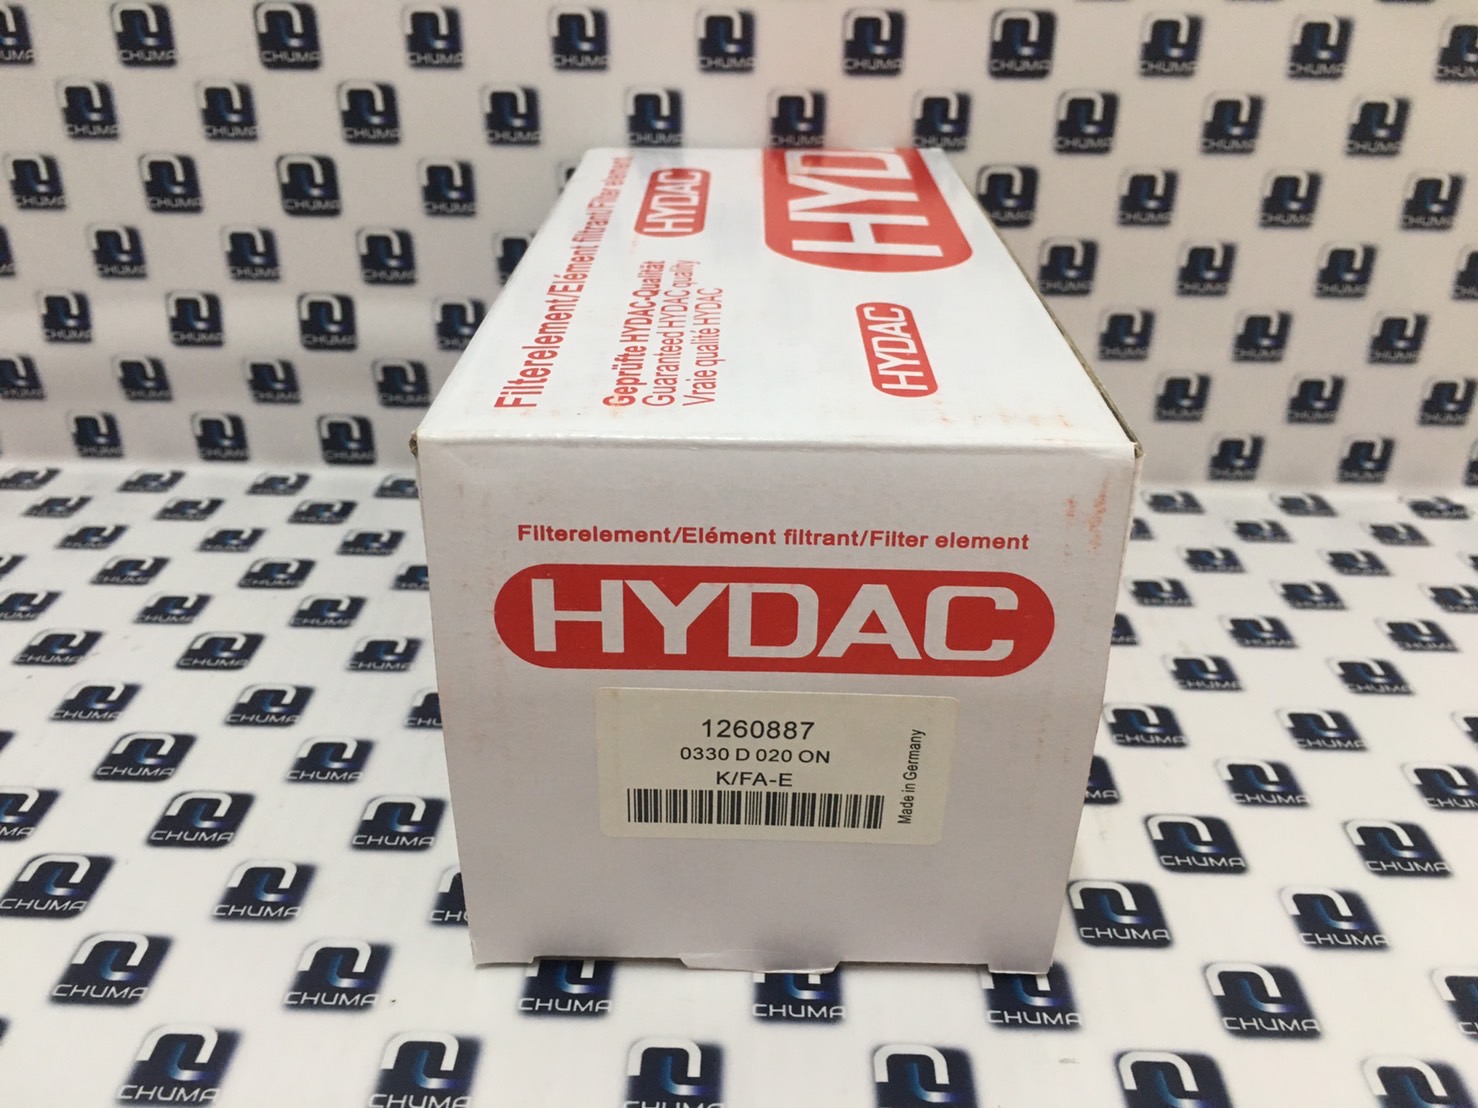 Filterelement/Elément filtrant/Filter element
Geprüfte HYDAC-Qualität
Guaranteed HYDAC quality
Vraie qualité HYDAC
HYDAC
HYDAC
Filterelement/Elément filtrant/Filter element
HYDAC
1260887
0330 D 020 ON
K/FA-E
Made in Germany
CHUMA